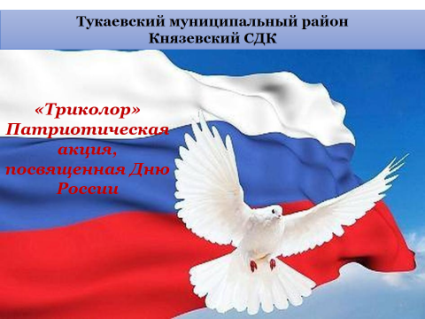 Тукаевский муниципальный район
Князевский СДК
«Триколор»
Патриотическая
акция,
посвященная Дню
России